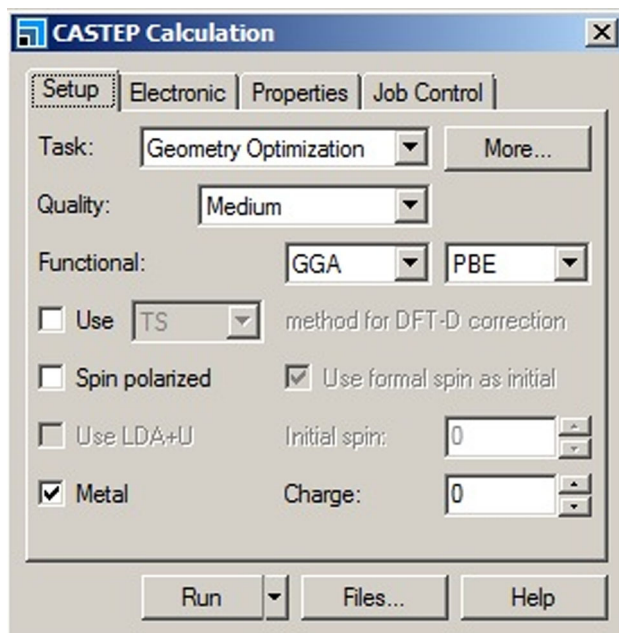 CASTEP Calculation
Setup Electronic Properties Job Control
Task: Geometry Optimization More...
Quality: Medium
Functional: GGA PBE
Use TS method for DFT-D correction
Spin polarized Use formal spin as initial
Use LDA+U Initial spin: 0
Metal Charge: 0
Run Files... Help